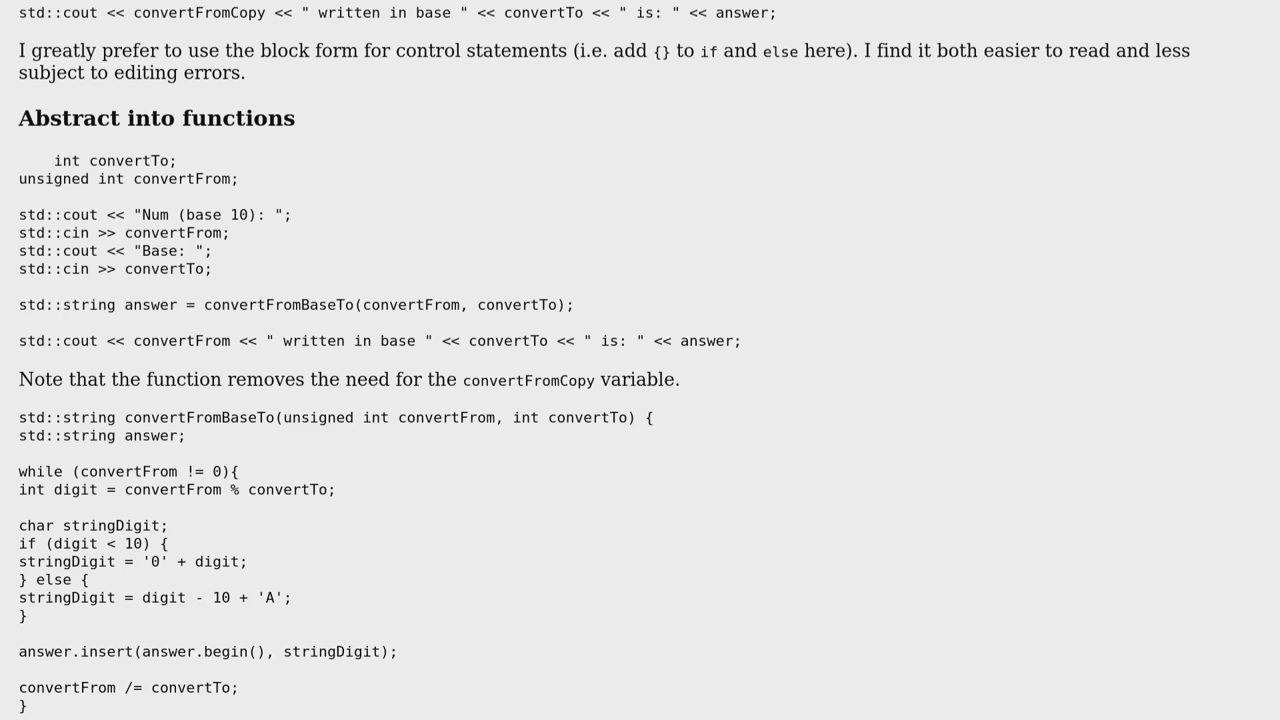 std::cout << convertFromCopy << " written in base " << convertTo << " is: " << answer;
I greatly prefer to use the block form for control statements (i.e. add {} to if and else here). I find it both easier to read and less
subject to editing errors.
Abstract into functions
int convertTo;
unsigned int convertFrom;
std::cout << "Num (base 10): ";
std::cin >> convertFrom;
std::cout << "Base: ";
std::cin >> convertTo;
std::string answer = convertFromBaseTo(convertFrom, convertTo);
std::cout << convertFrom << " written in base " << convertTo << " is: " << answer;
Note that the function removes the need for the convertFromCopy variable.
std::string convertFromBaseTo(unsigned int convertFrom, int convertTo) {
std::string answer;
while (convertFrom != 0){
int digit = convertFrom % convertTo;
char stringDigit;
if (digit < 10) {
stringDigit = '0' + digit;
} else {
stringDigit = digit - 10 + 'A';
}
answer.insert(answer.begin(), stringDigit);
convertFrom /= convertTo;
}